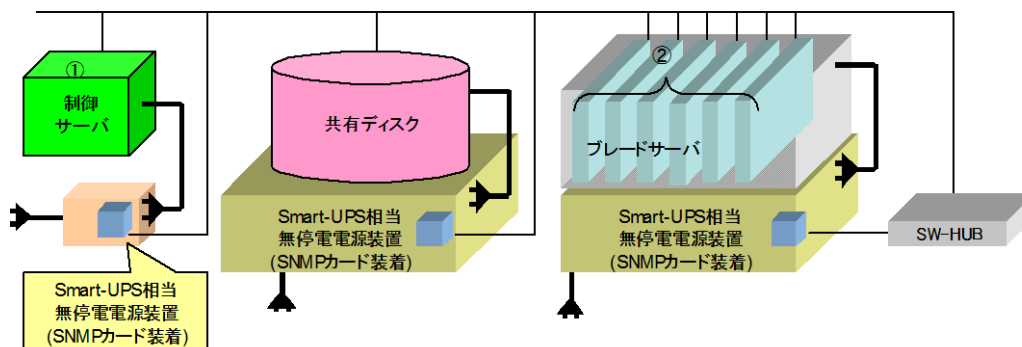 ①
制御
サーバ
共有ディスク
②
ブレードサーバ
Smart-UPS相当
無停電電源装置
(SNMPカード装着)
Smart-UPS相当
無停電電源装置
(SNMPカード装着)
SW-HUB
Smart-UPS相当
無停電電源装置
(SNMPカード装着)